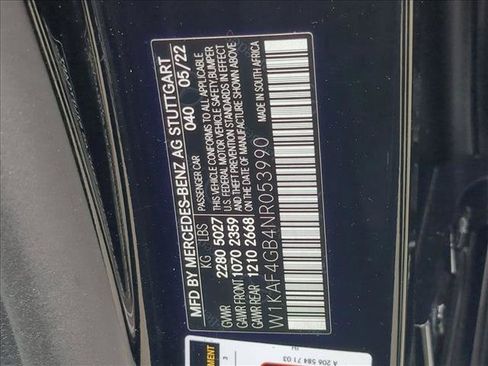 MFD BY MERCEDES-BENZ AG STUTTGART
PASSENGER CAR 040 05/22
KG LBS
GVWR 2280 5027
GAWR FRONT 1070 2359
GAWR REAR 1210 2668
THIS VEHICLE CONFORMS TO ALL APPLICABLE
U.S. FEDERAL MOTOR VEHICLE SAFETY, BUMPER
AND THEFT PREVENTION STANDARDS IN EFFECT
ON THE DATE OF MANUFACTURE SHOWN ABOVE
W1KAF4GB4NR053990
MADE IN SOUTH AFRICA
A 206 584 71 03